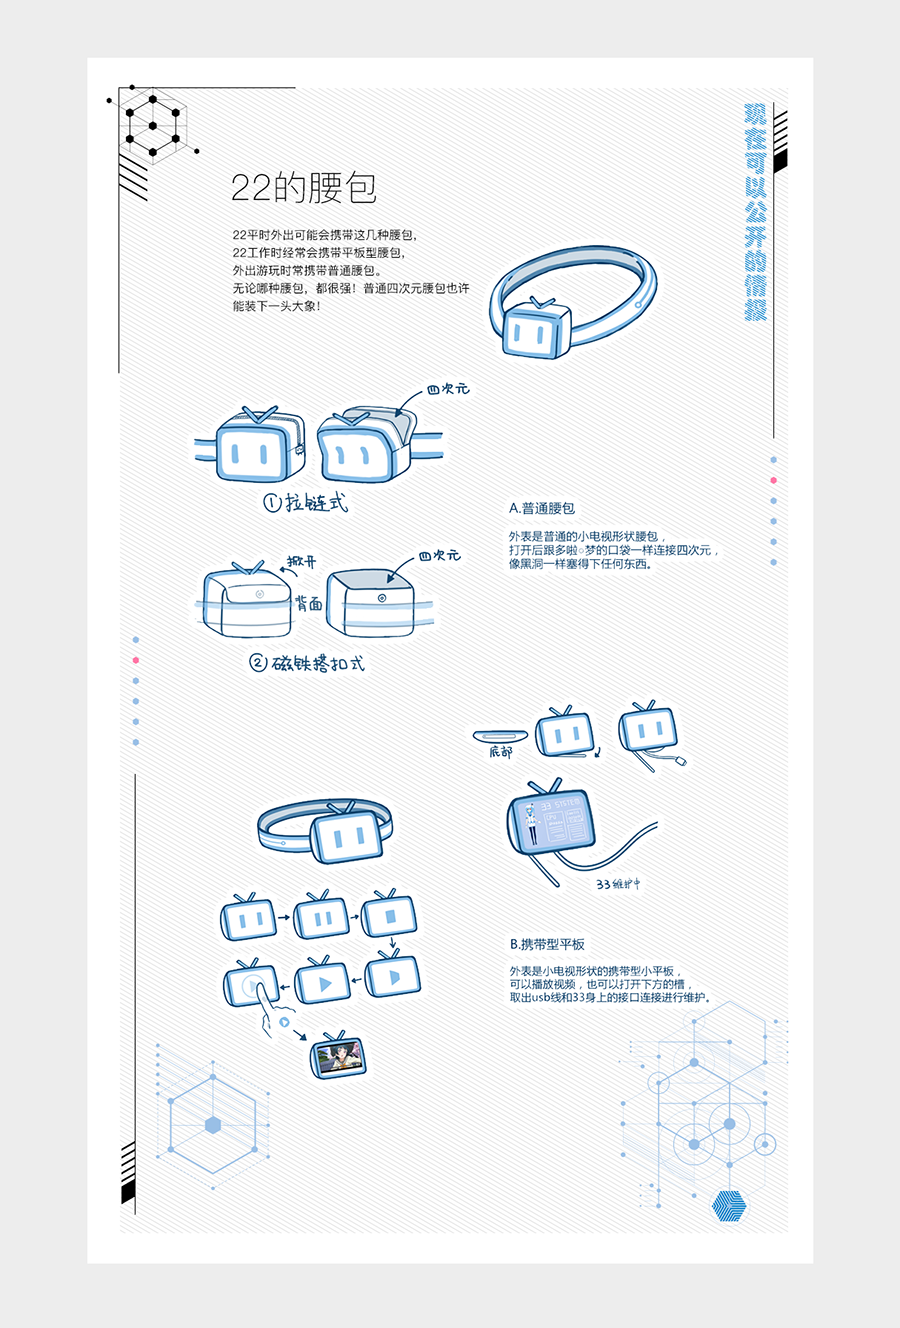 现在可以公开的情报
22的腰包
22平时外出可能会携带这几种腰包，
22工作时经常会携带平板型腰包，
外出游玩时常携带普通腰包。
无论哪种腰包，都很强！普通四次元腰包也许
能装下一头大象！
四次元
①拉链式
A.普通腰包
外表是普通的小电视形状腰包，
打开后跟多啦○梦的口袋一样连接四次元，
像黑洞一样塞得下任何东西。
掀开
四次元
背面
②磁铁搭扣式
底部
33 SYSTEM
CPU
33维护中
B.携带型平板
外表是小电视形状的携带型小平板，
可以播放视频，也可以打开下方的槽，
取出usb线和33身上的接口连接进行维护。